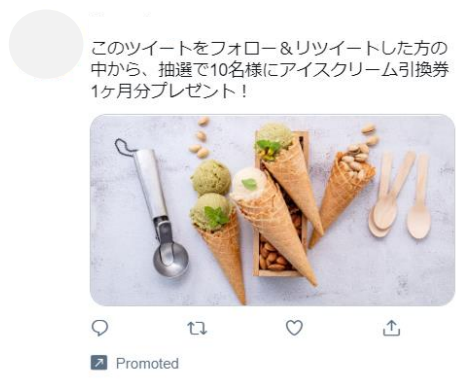 このツイートをフォロー＆リツイートした方の
中から、抽選で10名様にアイスクリーム引換券
1ヶ月分プレゼント！
Promoted